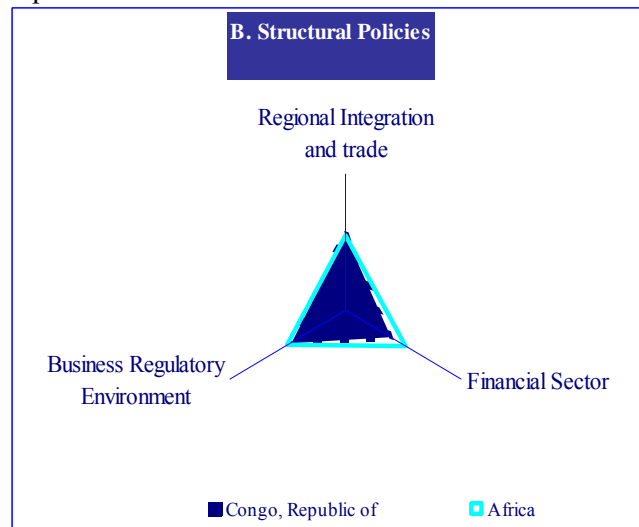 B. Structural Policies
Regional Integration
and trade
Business Regulatory
Environment
Financial Sector
Congo, Republic of
Africa